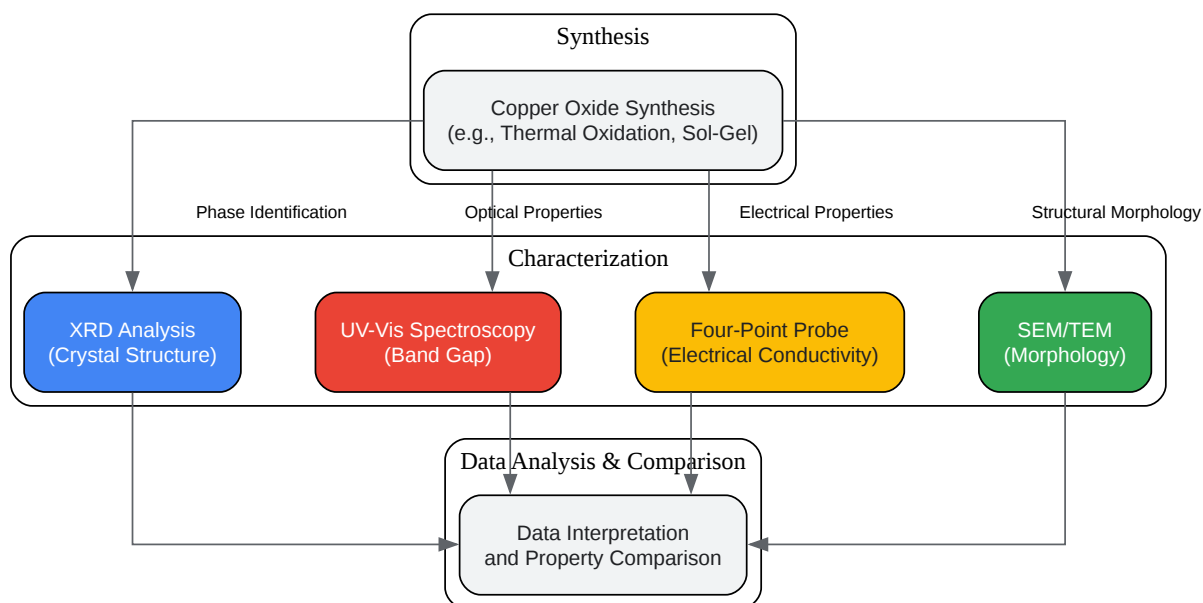 Synthesis
Copper Oxide Synthesis
(e.g., Thermal Oxidation, Sol-Gel)
Phase Identification
Optical Properties
Electrical Properties
Structural Morphology
Characterization
XRD Analysis
(Crystal Structure)
UV-Vis Spectroscopy
(Band Gap)
Four-Point Probe
(Electrical Conductivity)
SEM/TEM
(Morphology)
Data Analysis & Comparison
Data Interpretation
and Property Comparison